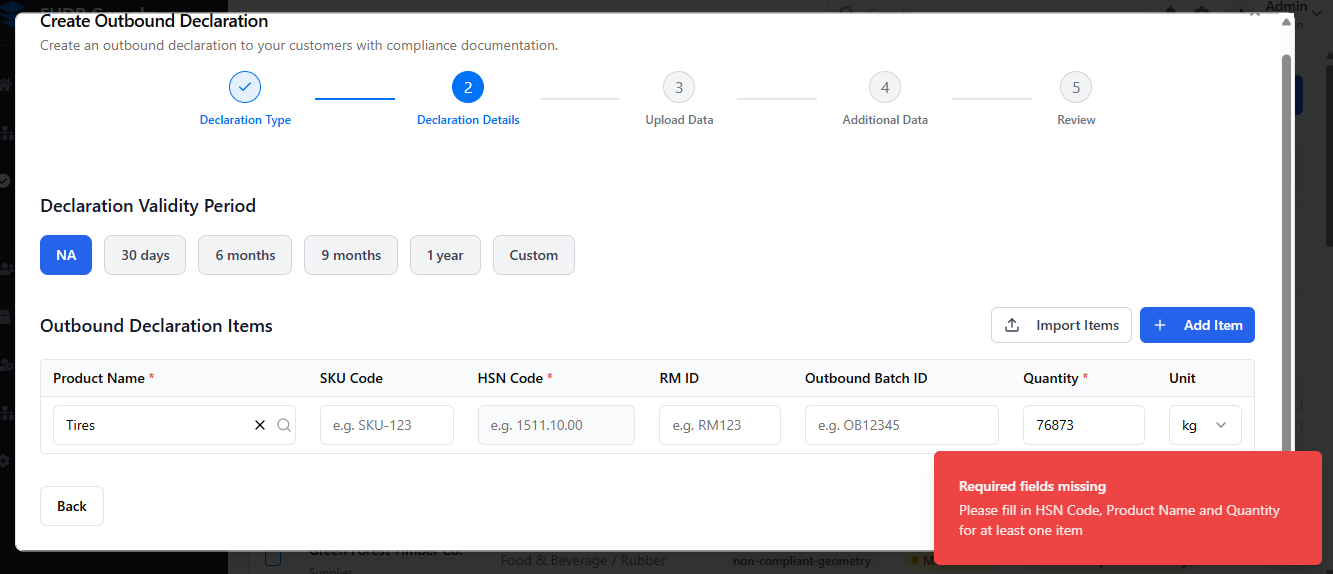 Admin
Create Outbound Declaration
Create an outbound declaration to your customers with compliance documentation.
2 3 4 5
Declaration Type Declaration Details Upload Data Additional Data Review
Declaration Validity Period
NA 30 days 6 months 9 months 1 year Custom
Outbound Declaration Items Import Items + Add Item
Product Name * SKU Code HSN Code * RM ID Outbound Batch ID Quantity * Unit
Tires e.g. SKU-123 e.g. 1511.10.00 e.g. RM123 e.g. OB12345 76873 kg
Required fields missing
Back
Please fill in HSN Code, Product Name and Quantity
for at least one item
Green Forest Timber Co.
Food & Beverage / Rubber non-compliant-geometry
Supplies